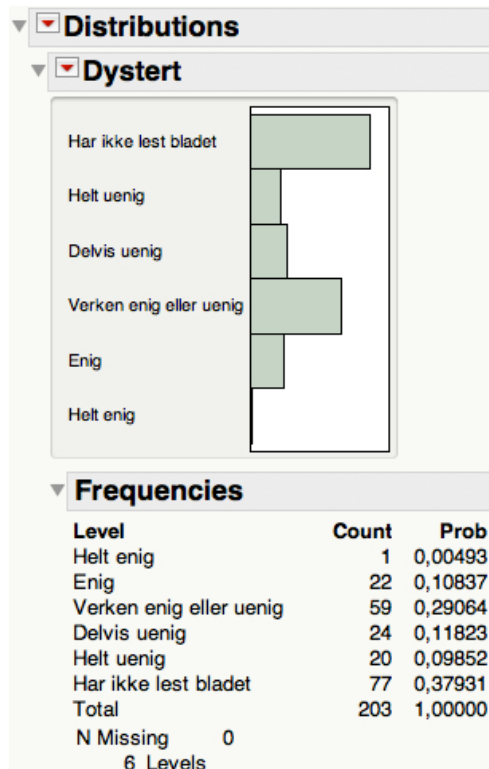 Distributions
Dystert
Har ikke lest bladet
Helt uenig
Delvis uenig
Verken enig eller uenig
Enig
Helt enig
Frequencies
Level Count Prob
Helt enig 1 0,00493
Enig 22 0,10837
Verken enig eller uenig 59 0,29064
Delvis uenig 24 0,11823
Helt uenig 20 0,09852
Har ikke lest bladet 77 0,37931
Total 203 1,00000
N Missing 0
6 Levels